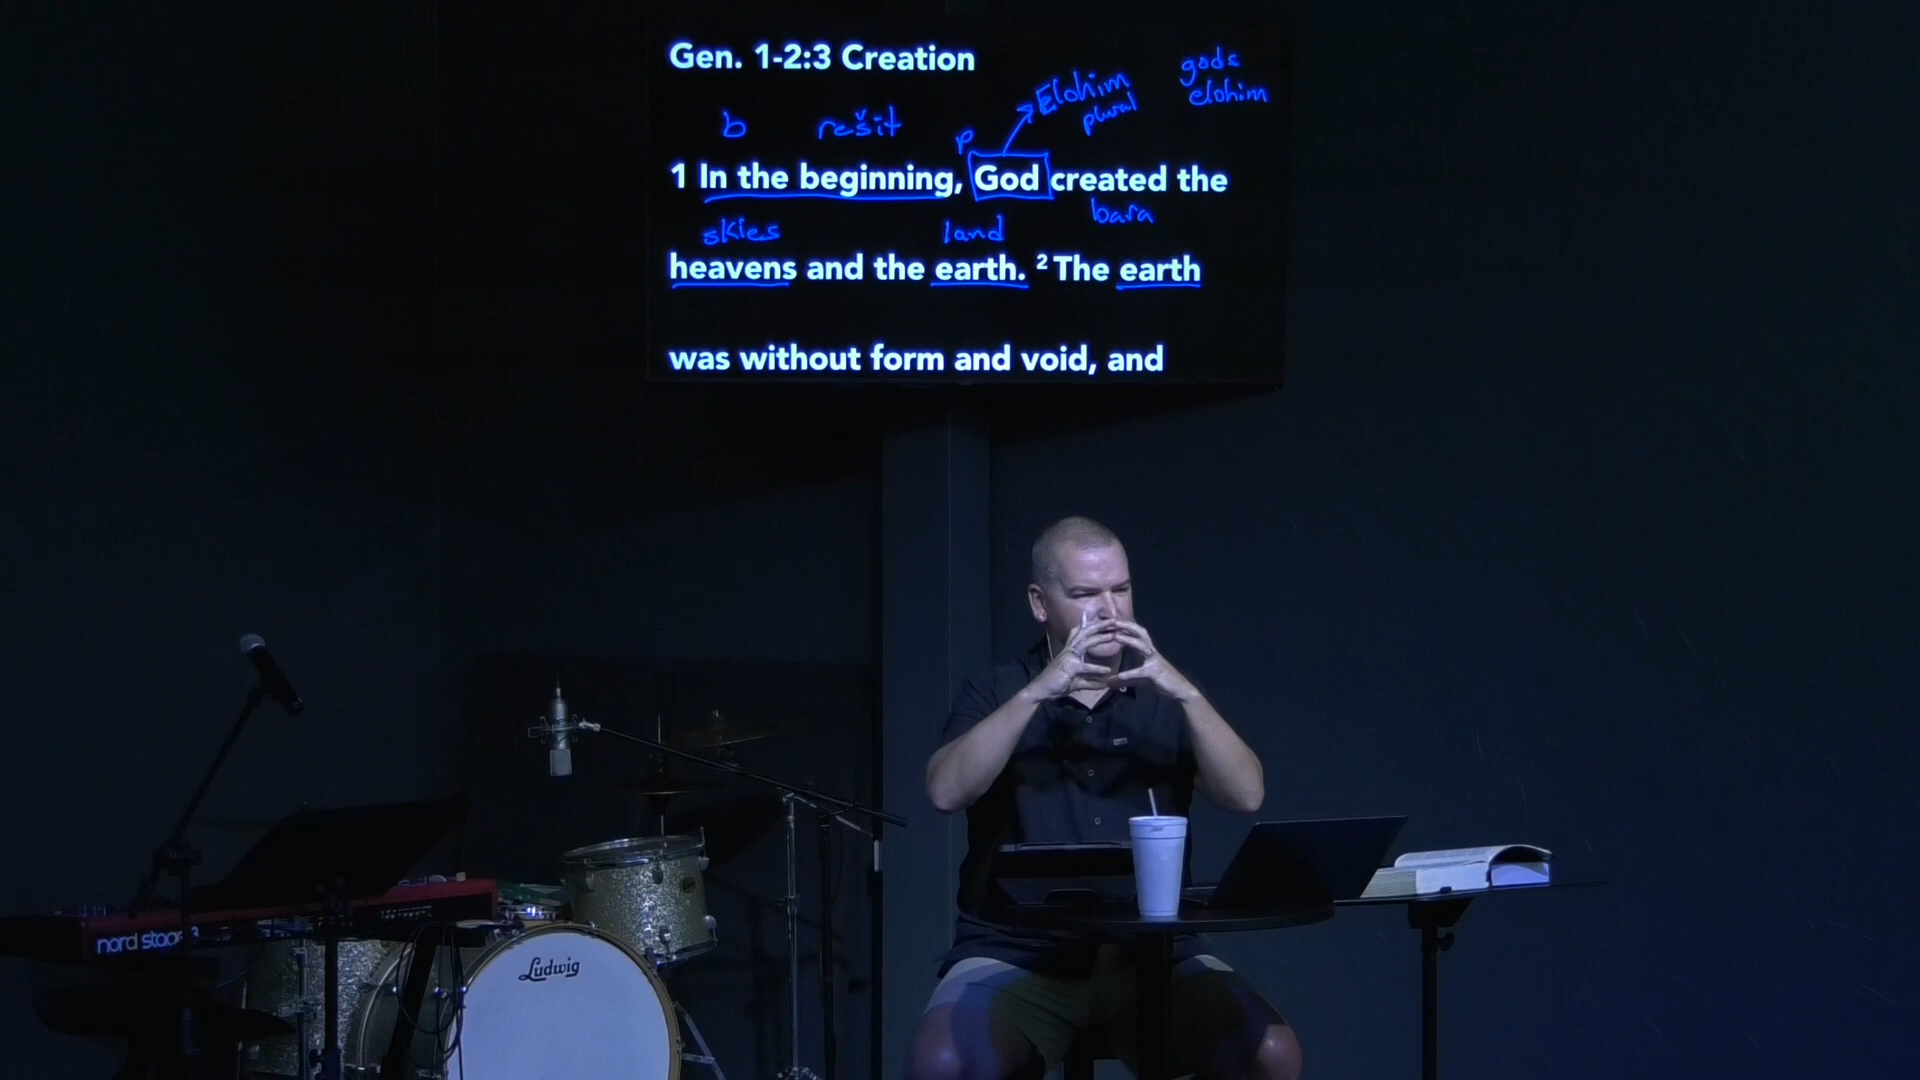 Gen. 1-2:3 Creation
gods
elohim
Elohim
plural
b rešit
p
1 In the beginning, God created the
bara
skies land
heavens and the earth. ² The earth
was without form and void, and
nord stage 3
Ludwig